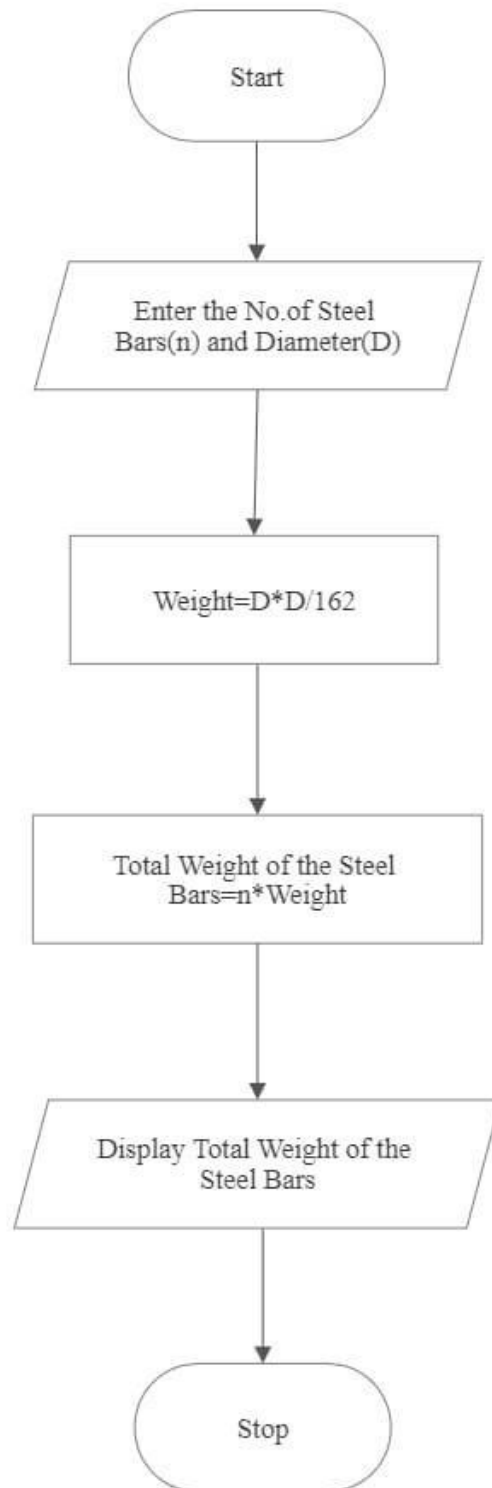 Start
Enter the No.of Steel
Bars(n) and Diameter(D)
Weight=D*D/162
Total Weight of the Steel
Bars=n*Weight
Display Total Weight of the
Steel Bars
Stop